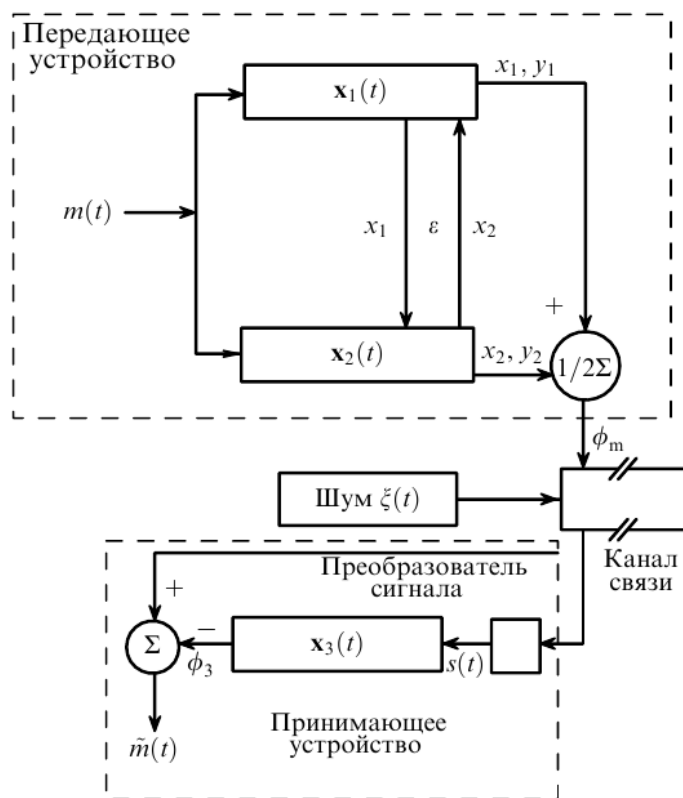 Передающее
устройство
x₁, y₁
𝐱₁(t)
m(t)
x₁
ε
x₂
+
𝐱₂(t)
x₂, y₂
1/2Σ
ϕₘ
Шум ξ(t)
Канал
связи
Преобразователь
сигнала
+
−
Σ
ϕ₃
𝐱₃(t)
s(t)
m̃(t)
Принимающее
устройство